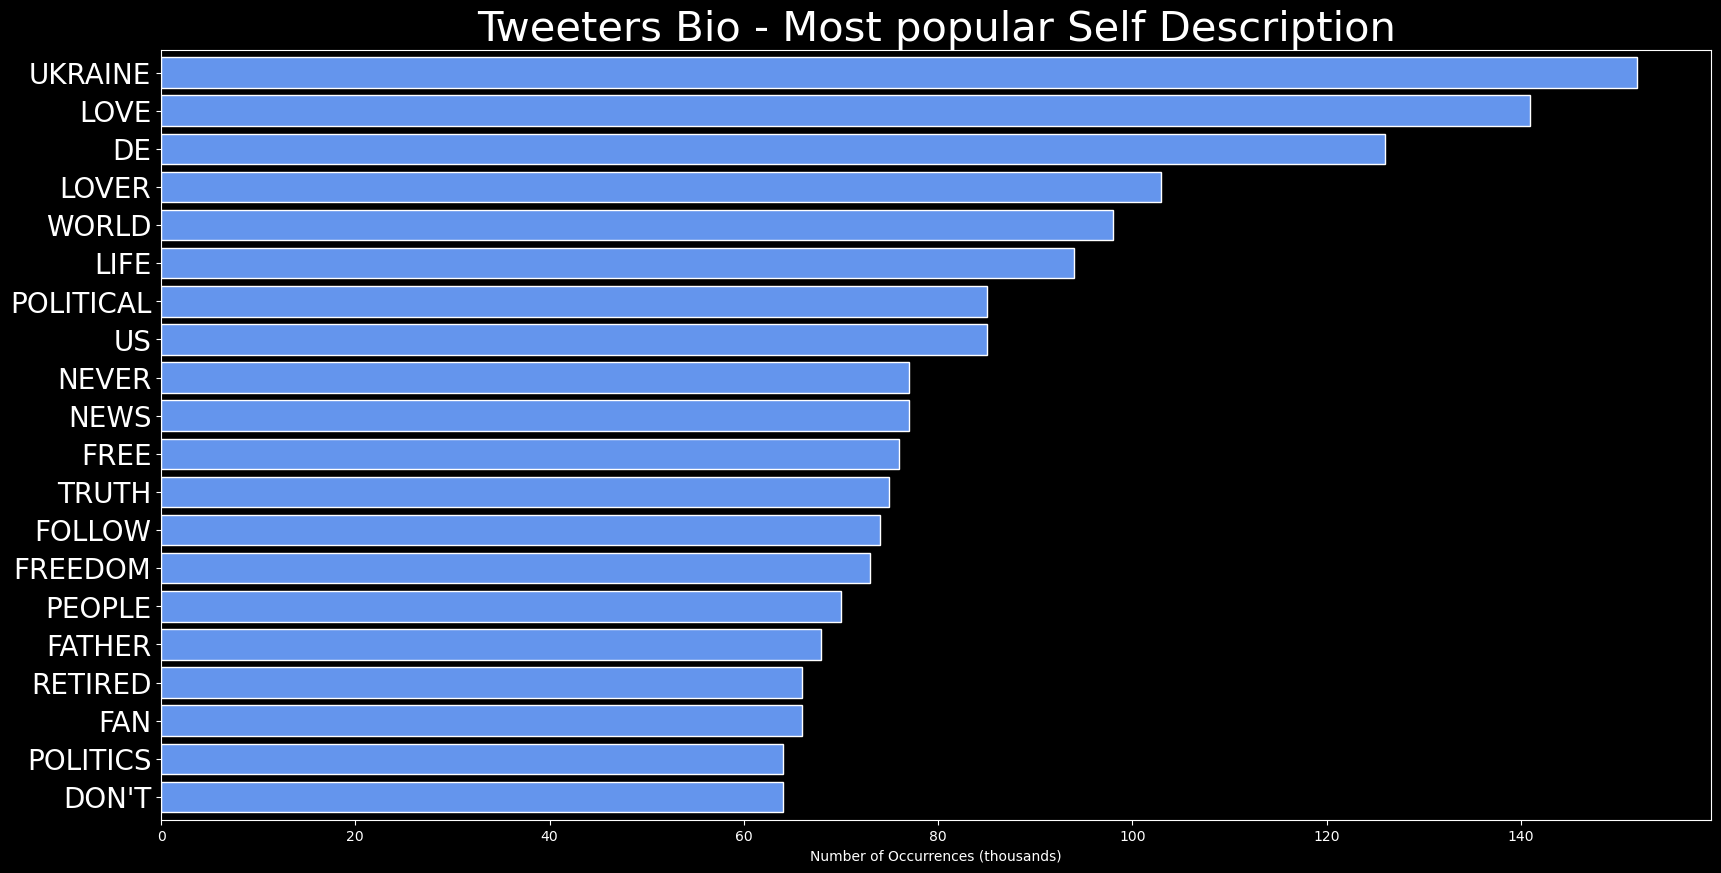 Tweeters Bio - Most popular Self Description
UKRAINE
LOVE
DE
LOVER
WORLD
LIFE
POLITICAL
US
NEVER
NEWS
FREE
TRUTH
FOLLOW
FREEDOM
PEOPLE
FATHER
RETIRED
FAN
POLITICS
DON'T
0 20 40 60 80 100 120 140
Number of Occurrences (thousands)